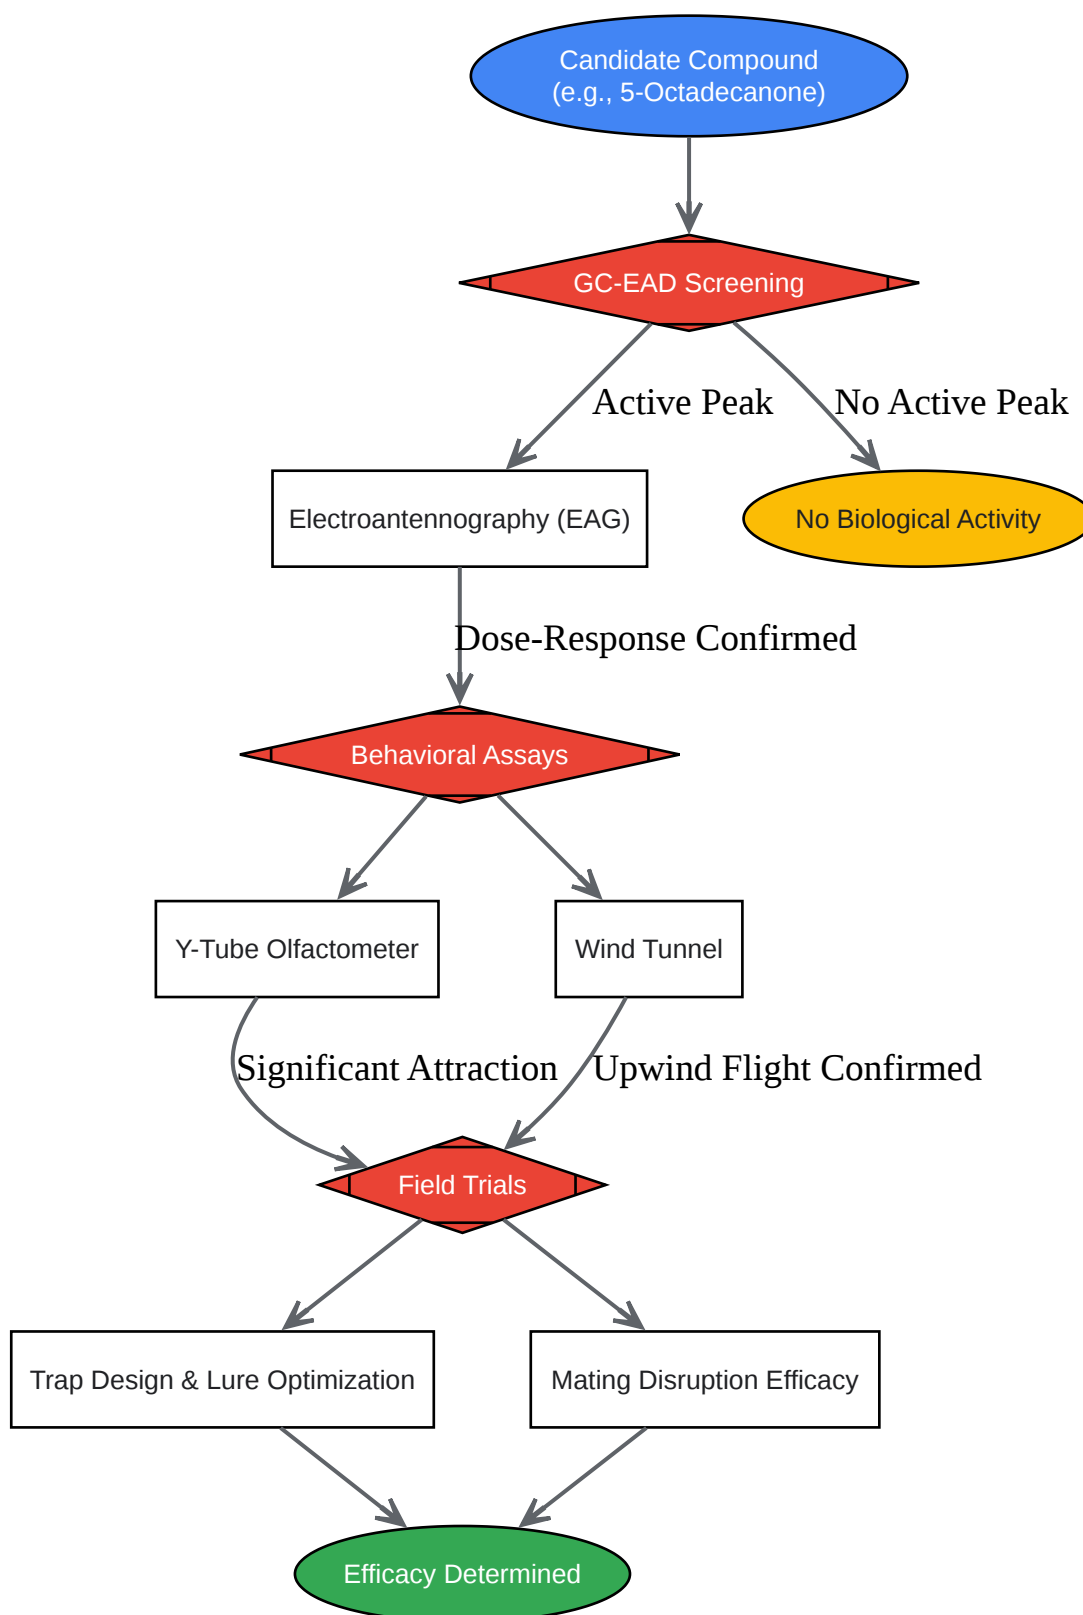 Candidate Compound
(e.g., 5-Octadecanone)
GC-EAD Screening
Active Peak
No Active Peak
Electroantennography (EAG)
No Biological Activity
Dose-Response Confirmed
Behavioral Assays
Y-Tube Olfactometer
Wind Tunnel
Significant Attraction
Upwind Flight Confirmed
Field Trials
Trap Design & Lure Optimization
Mating Disruption Efficacy
Efficacy Determined